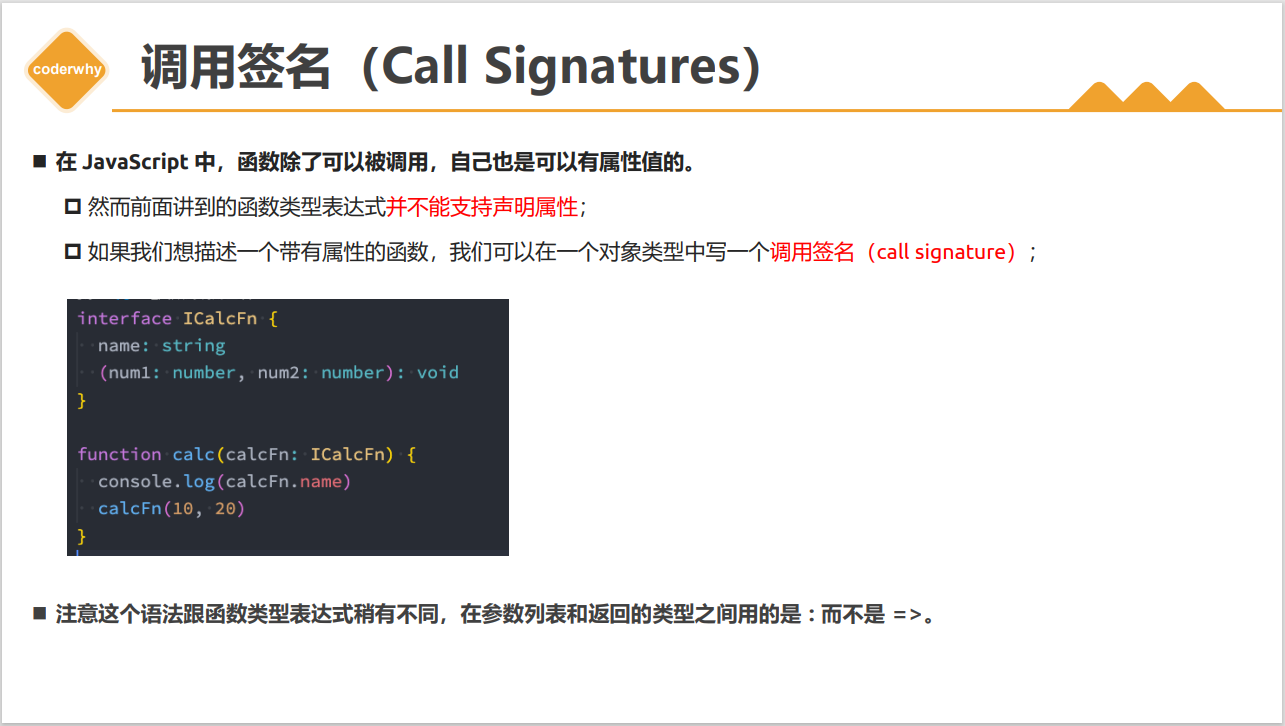 coderwhy
调用签名（Call Signatures）
在 JavaScript 中，函数除了可以被调用，自己也是可以有属性值的。
然而前面讲到的函数类型表达式并不能支持声明属性；
如果我们想描述一个带有属性的函数，我们可以在一个对象类型中写一个调用签名（call signature）；
interface ICalcFn {
name: string
(num1: number, num2: number): void
}
function calc(calcFn: ICalcFn) {
console.log(calcFn.name)
calcFn(10, 20)
}
注意这个语法跟函数类型表达式稍有不同，在参数列表和返回的类型之间用的是 : 而不是 =>。